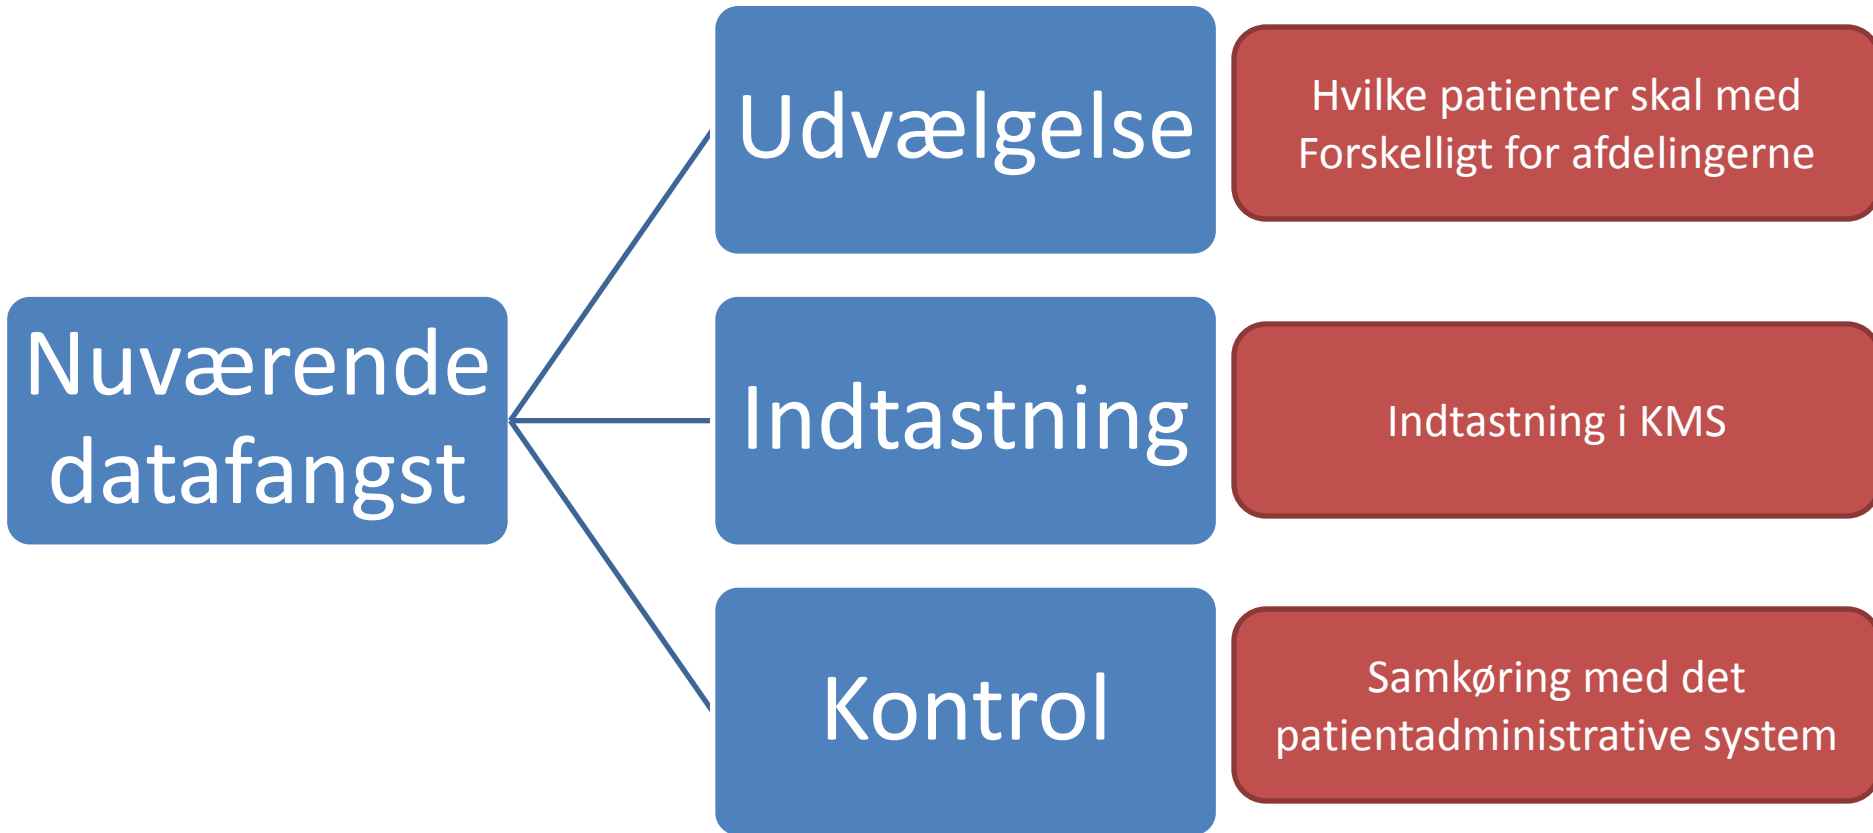 Nuværende
datafangst
Udvælgelse
Hvilke patienter skal med
Forskelligt for afdelingerne
Indtastning
Indtastning i KMS
Kontrol
Samkøring med det
patientadministrative system